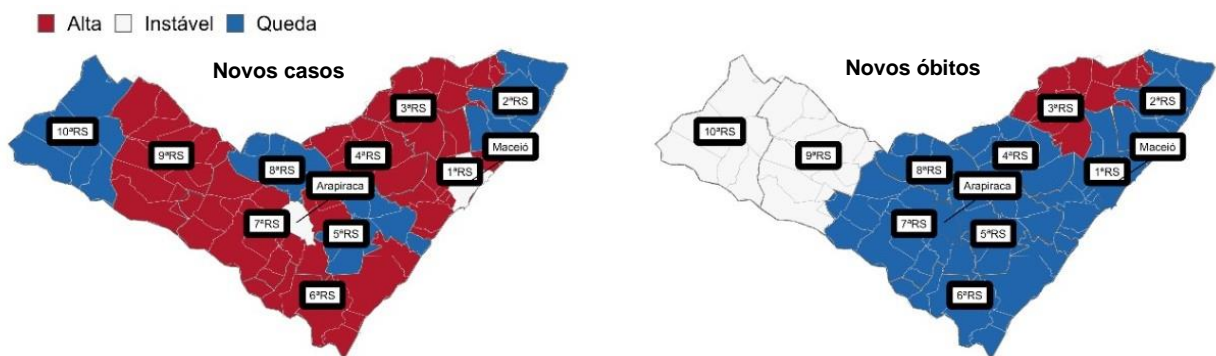 Alta Instável Queda
Novos casos
3ªRS
2ªRS
10ªRS
Maceió
9ªRS
4ªRS
8ªRS
1ªRS
Arapiraca
7ªRS
5ªRS
6ªRS
Novos óbitos
3ªRS
2ªRS
10ªRS
Maceió
9ªRS
4ªRS
8ªRS
1ªRS
Arapiraca
7ªRS
5ªRS
6ªRS